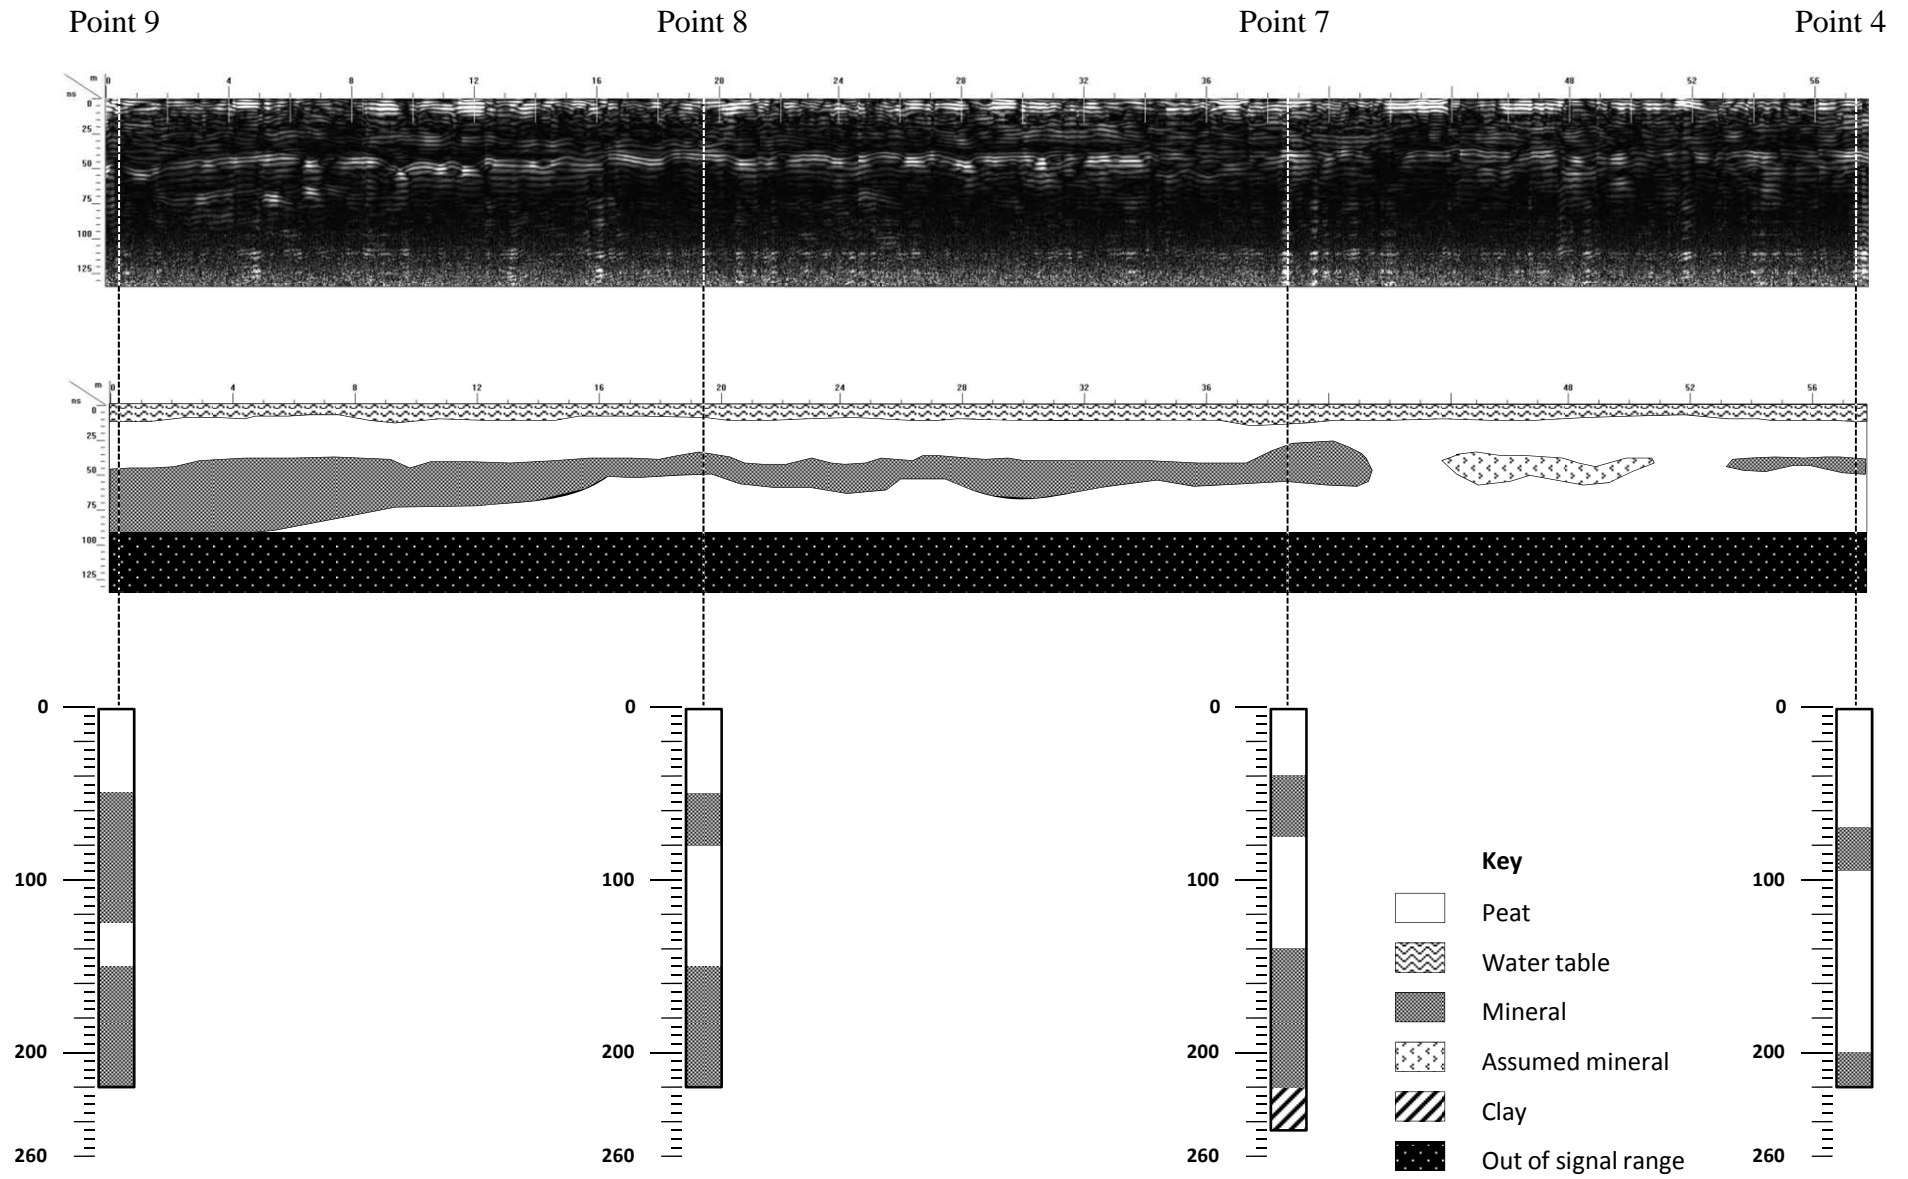 Point 9 Point 8 Point 7 Point 4
m 0 4 8 12 16 20 24 28 32 36 48 52 56
ns
0
25
50
75
100
125
m 0 4 8 12 16 20 24 28 32 36 48 52 56
ns
0
25
50
75
100
125
0 0 0 0
100 100 100 100
200 200 200 200
260 260 260 260
Key
Peat
Water table
Mineral
Assumed mineral
Clay
Out of signal range